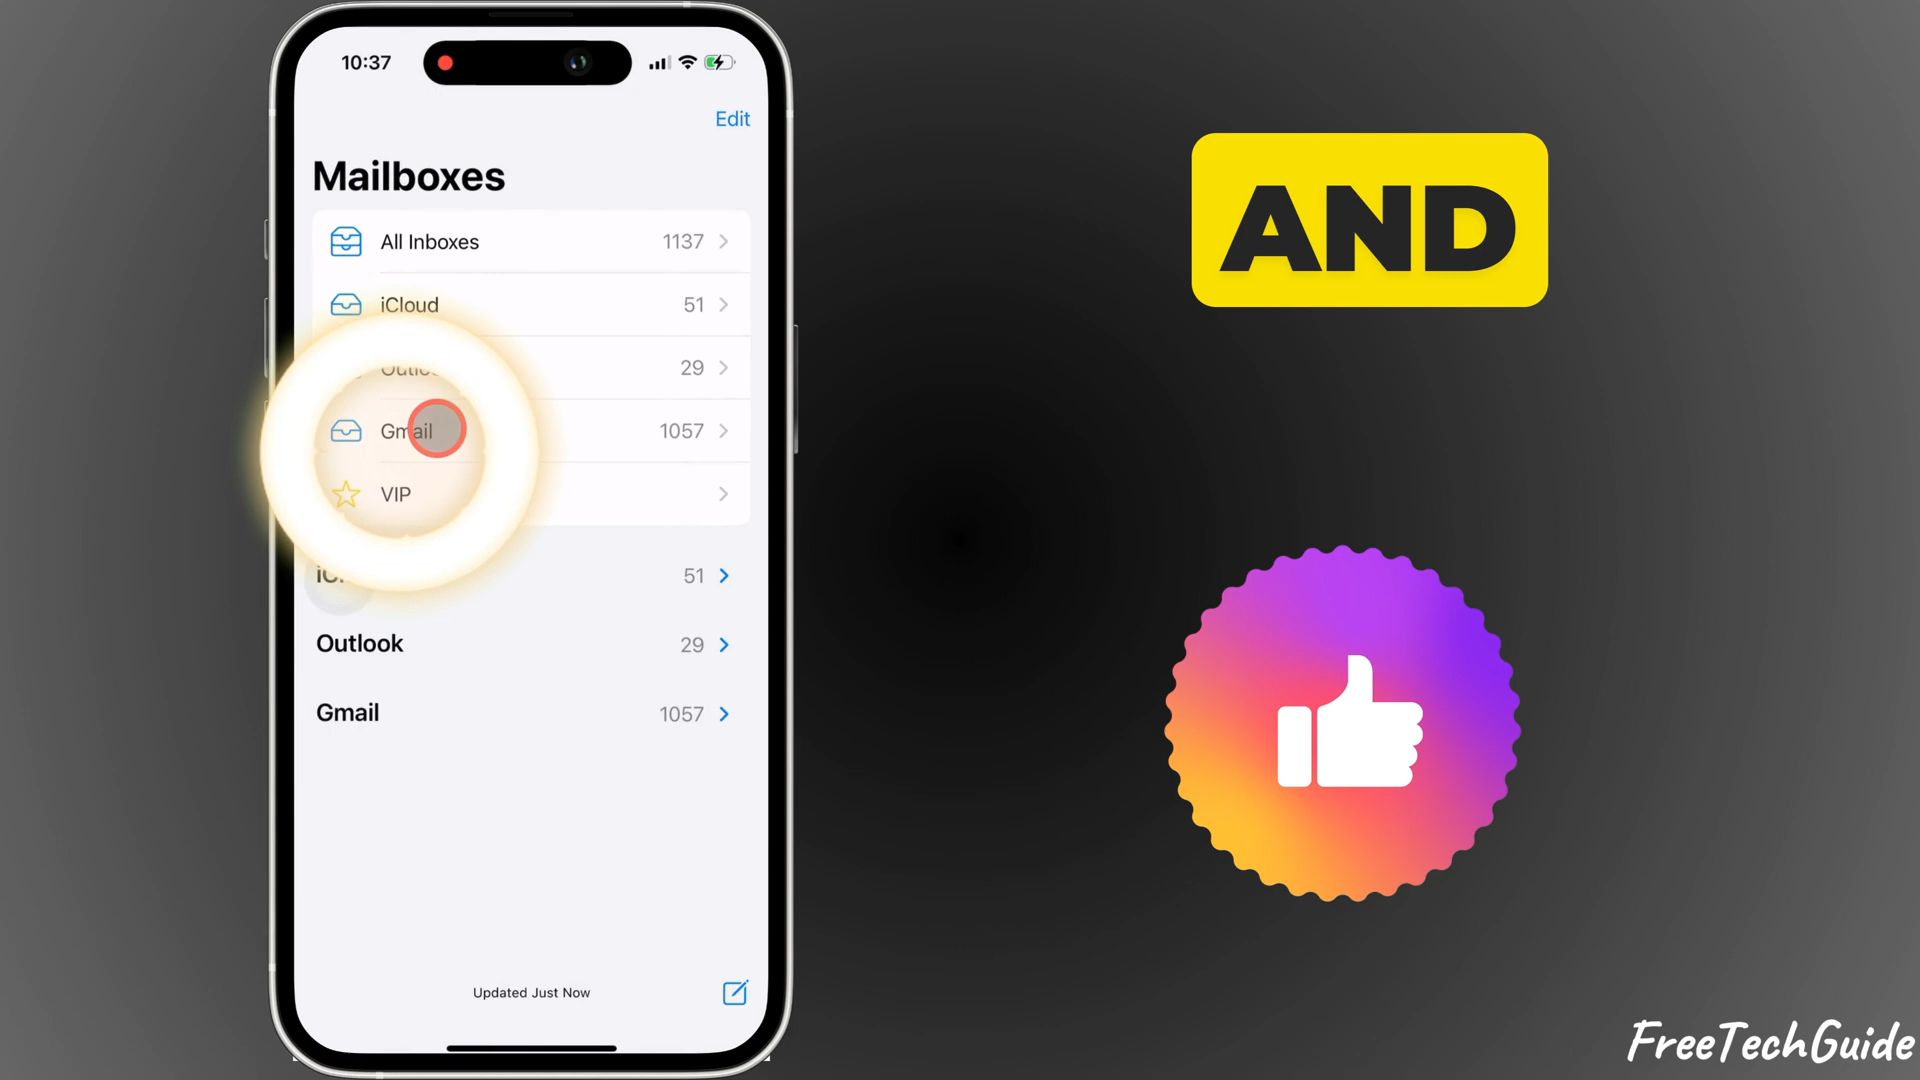 10:37
Edit
Mailboxes
All Inboxes 1137
iCloud 51
29
Gmail 1057
VIP
51
Outlook 29
Gmail 1057
Updated Just Now
AND
FreeTechGuide